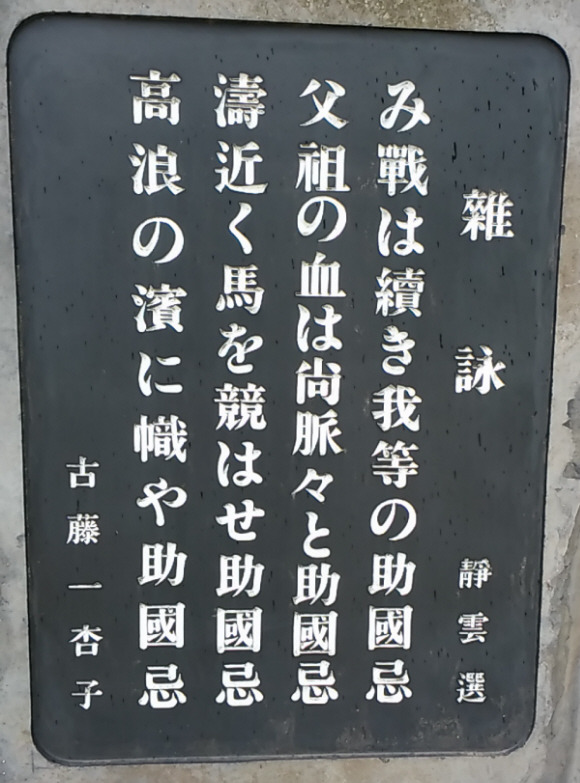 雜詠　靜雲選
み戰は續き我等の助國忌
父祖の血は尚脈々と助國忌
濤近く馬を競はせ助國忌
高浪の濱に幟や助國忌
古藤一杏子